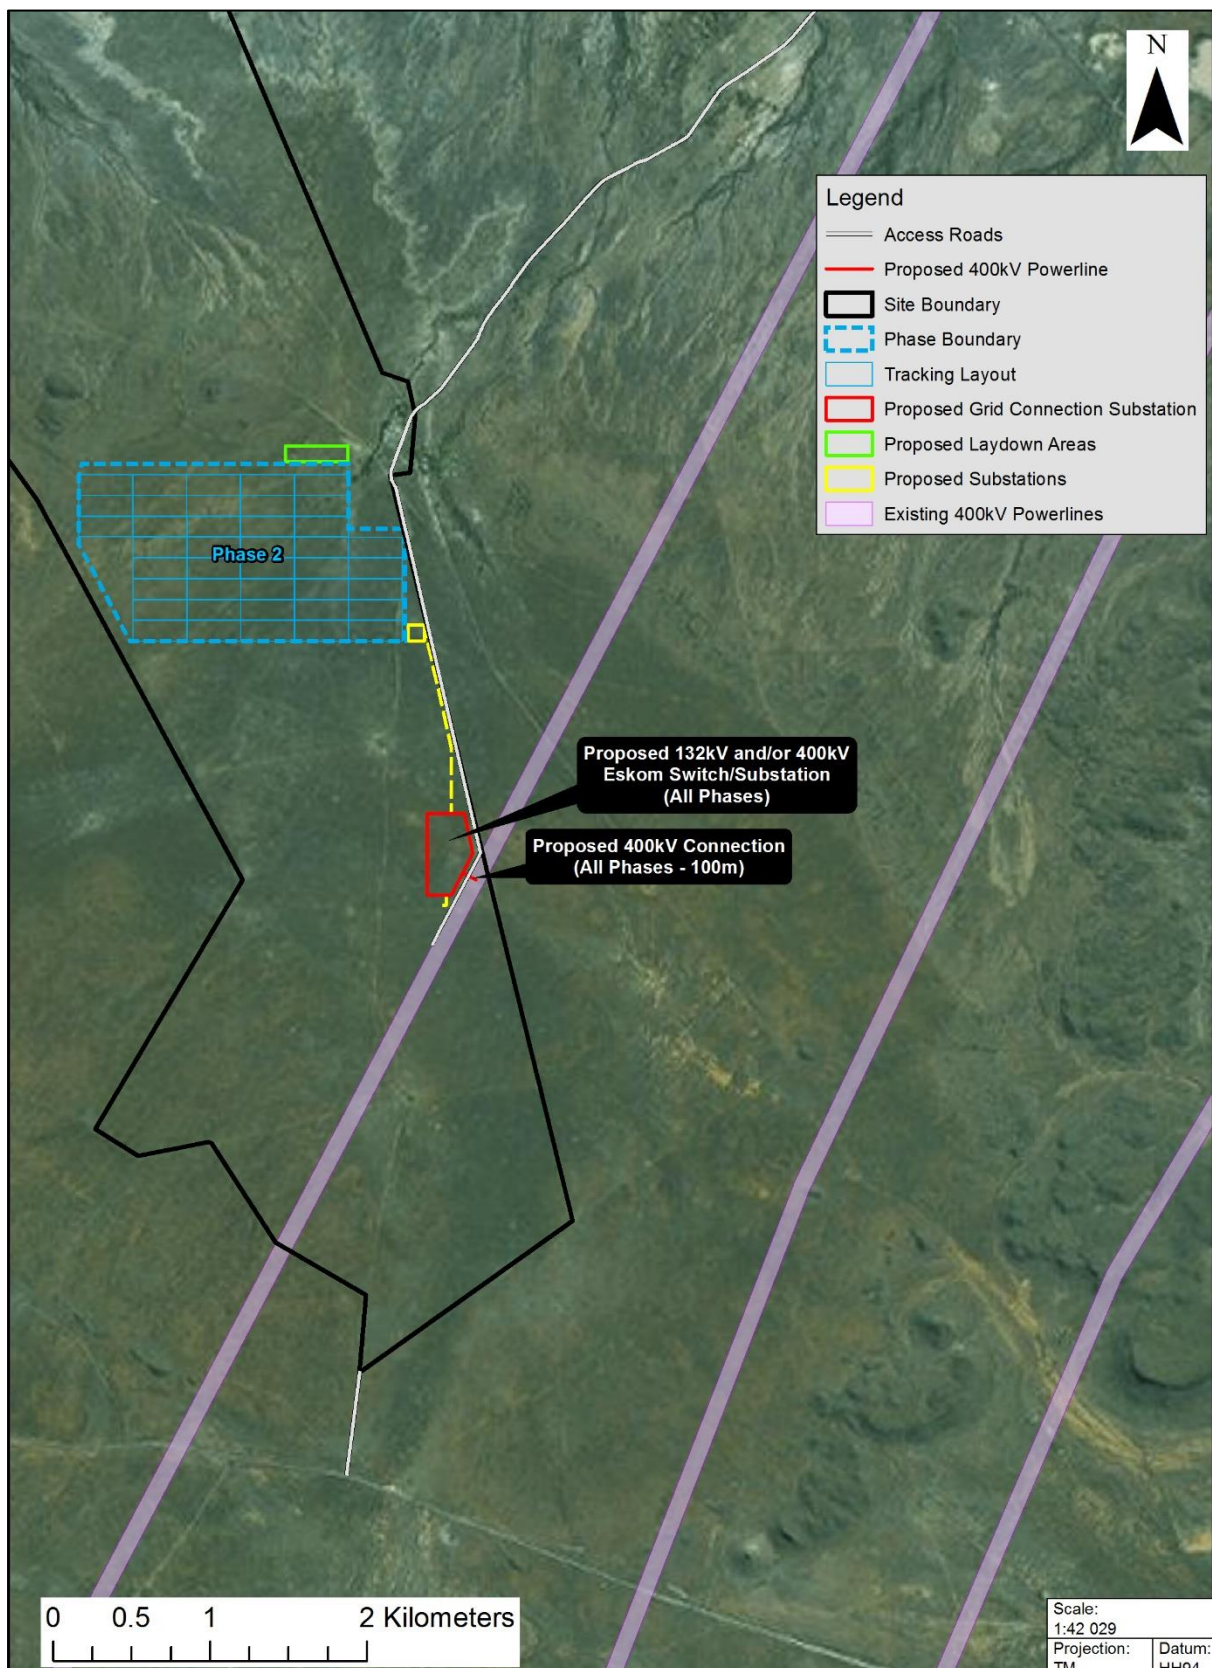 N
Legend
Access Roads
Proposed 400kV Powerline
Site Boundary
Phase Boundary
Tracking Layout
Proposed Grid Connection Substation
Proposed Laydown Areas
Proposed Substations
Existing 400kV Powerlines
Phase 2
Proposed 132kV and/or 400kV
Eskom Switch/Substation
(All Phases)
Proposed 400kV Connection
(All Phases - 100m)
0 0.5 1 2 Kilometers
Scale:
1:42 029
Projection: Datum: